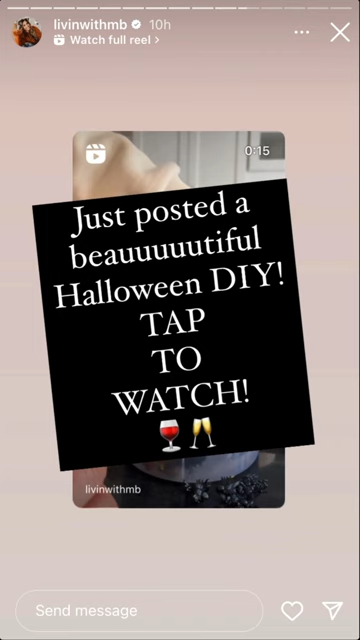 livinwithmb 10h
Watch full reel >
0:15
Just posted a
beauuuuutiful
Halloween DIY!
TAP
TO
WATCH!
🍷🥂
livinwithmb
Send message